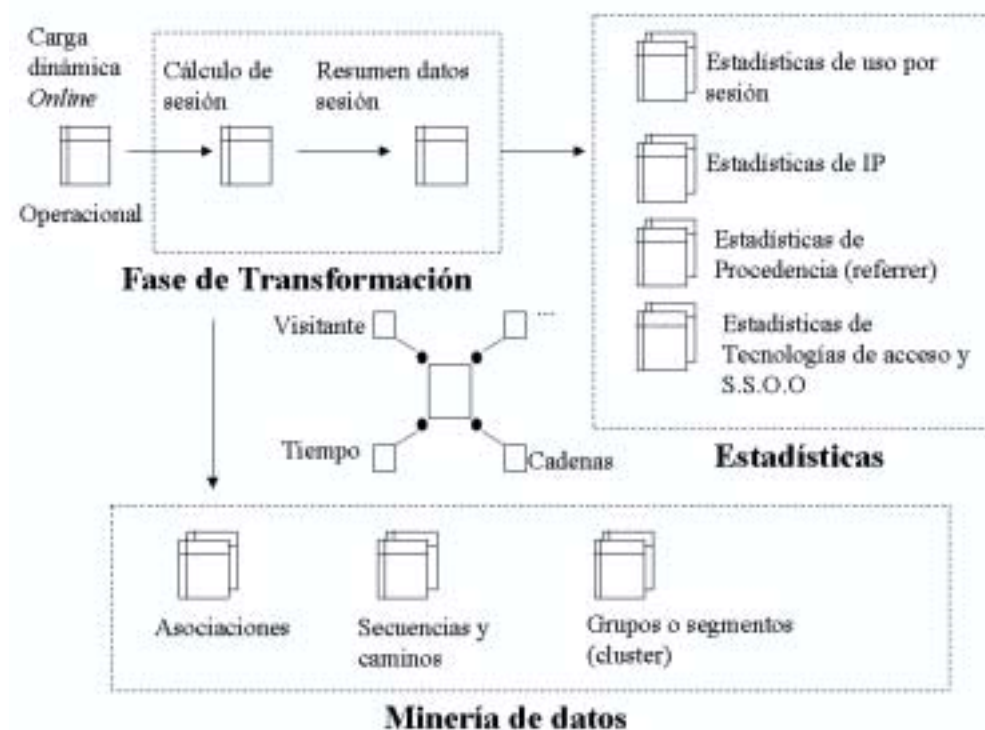 Carga
dinámica
Online
Operacional
Cálculo de
sesión
Resumen datos
sesión
Fase de Transformación
Estadísticas de uso por
sesión
Estadísticas de IP
Estadísticas de
Procedencia (referrer)
Estadísticas de
Tecnologías de acceso y
S.S.O.O
Estadísticas
Visitante
...
Tiempo
Cadenas
Asociaciones
Secuencias y
caminos
Grupos o segmentos
(cluster)
Minería de datos